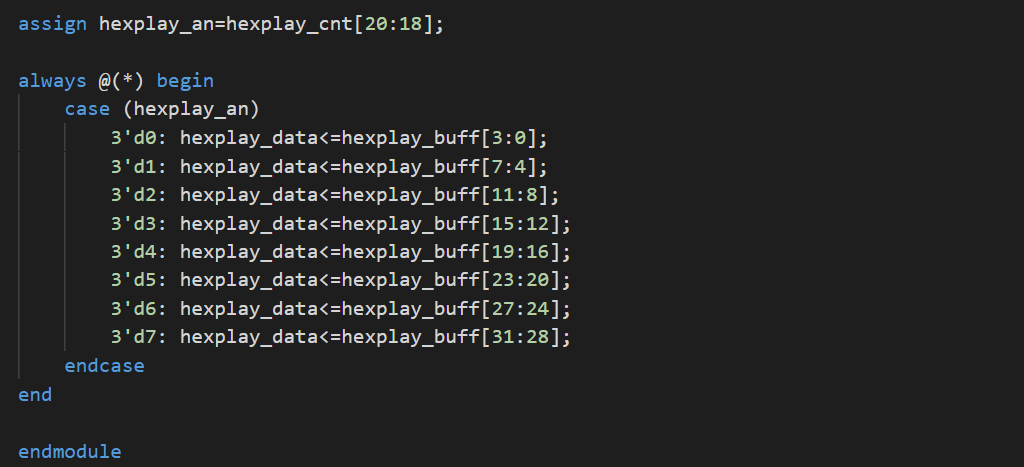 assign hexplay_an=hexplay_cnt[20:18];
always @(*) begin
case (hexplay_an)
3'd0: hexplay_data<=hexplay_buff[3:0];
3'd1: hexplay_data<=hexplay_buff[7:4];
3'd2: hexplay_data<=hexplay_buff[11:8];
3'd3: hexplay_data<=hexplay_buff[15:12];
3'd4: hexplay_data<=hexplay_buff[19:16];
3'd5: hexplay_data<=hexplay_buff[23:20];
3'd6: hexplay_data<=hexplay_buff[27:24];
3'd7: hexplay_data<=hexplay_buff[31:28];
endcase
end
endmodule